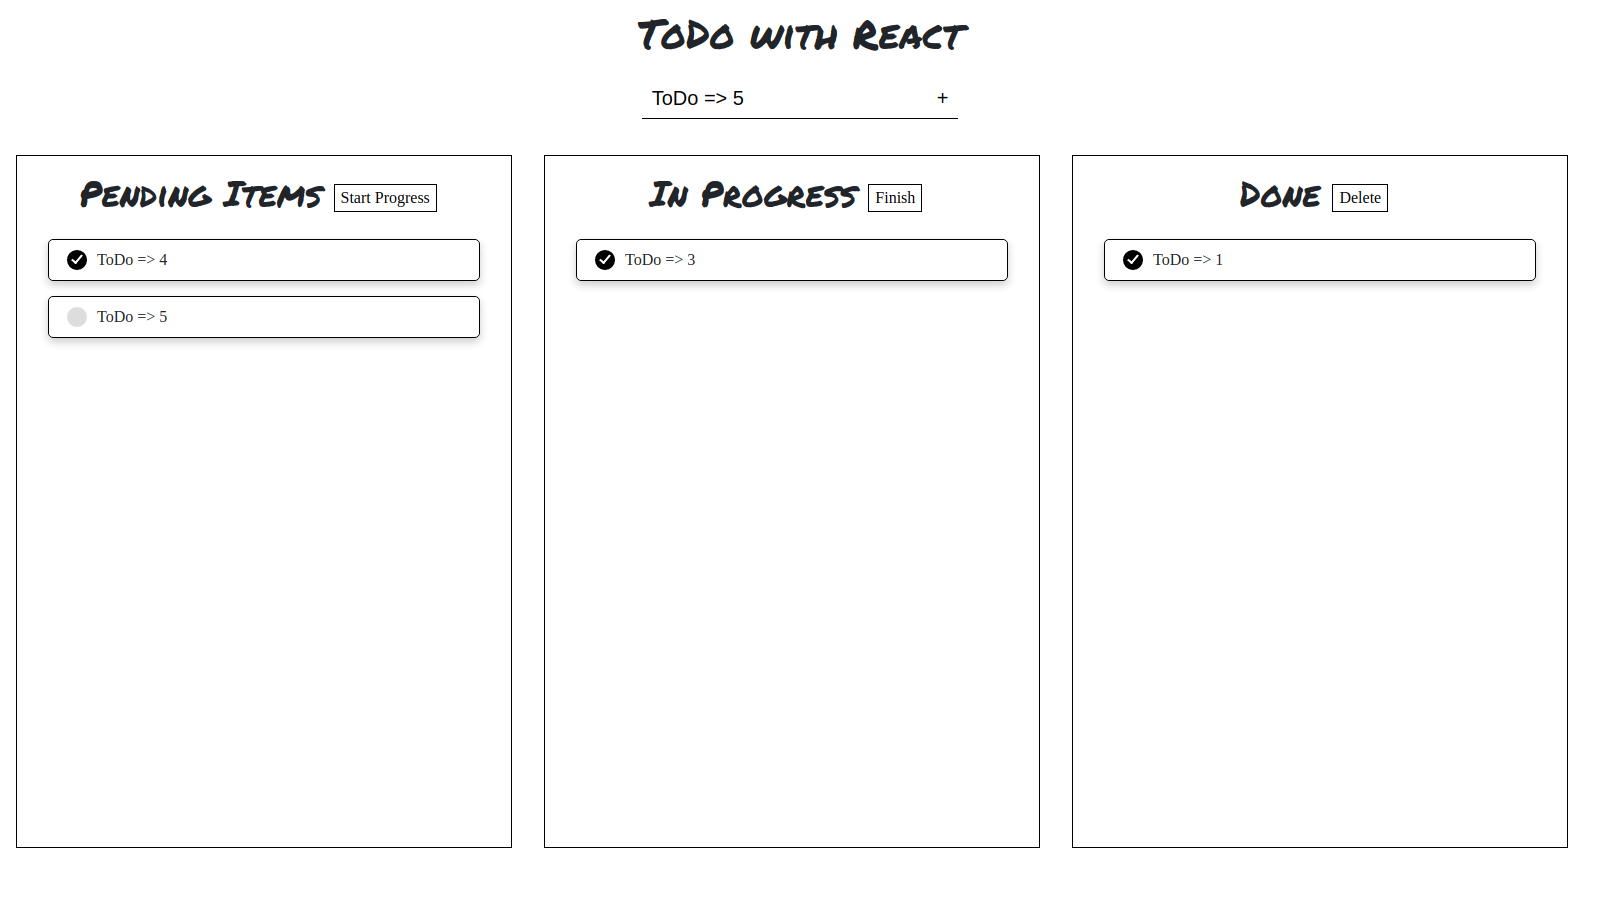 ToDo with React
ToDo => 5 +
Pending Items Start Progress
ToDo => 4
ToDo => 5
In Progress Finish
ToDo => 3
Done Delete
ToDo => 1